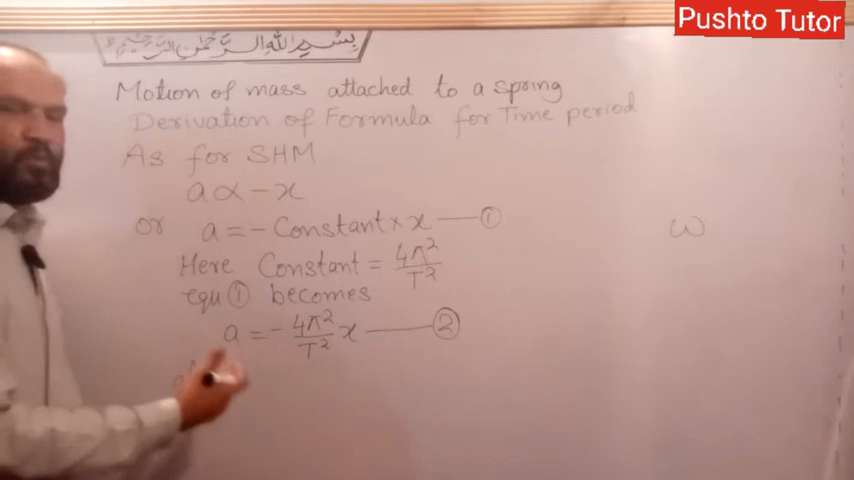 Pushto Tutor
بسم الله الرحمن الرحيم
Motion of mass attached to a spring
Derivation of Formula for Time period
As for SHM
a ∝ - x
or a = - Constant × x —— ①
ω
Here Constant = 4π²/T²
equ ① becomes
a = - 4π²/T² x —— ②